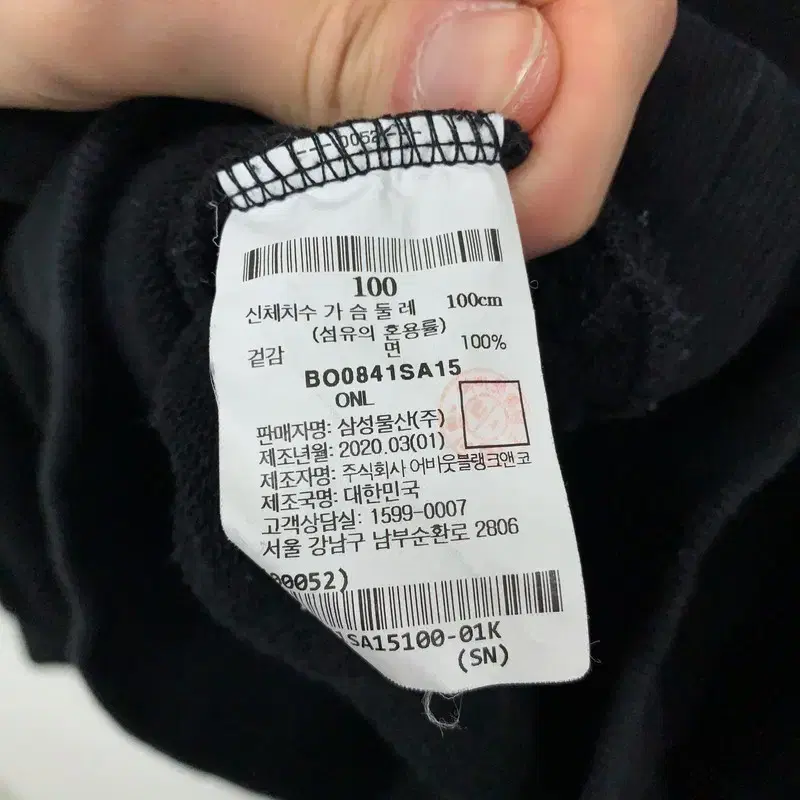 0052
100
신체치수 가 슴 둘 레 100cm
(섬유의 혼용률)
겉감 면 100%
BO0841SA15
ONL
판매자명: 삼성물산(주)
제조년월: 2020.03(01)
제조자명: 주식회사 어바웃블랭크앤코
제조국명: 대한민국
고객상담실: 1599-0007
서울 강남구 남부순환로 2806
0052)
SA15100-01K
(SN)